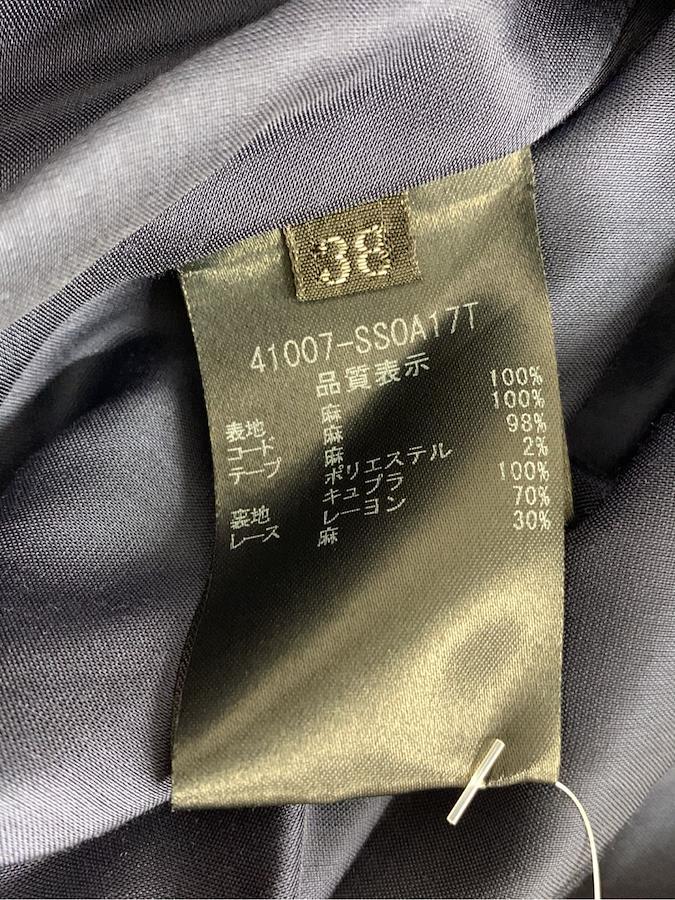 38
41007-SSOA17T
品質表示
表地 麻 100%
コード 麻 100%
テープ 麻 98%
ポリエステル 2%
裏地 キュプラ 100%
レース レーヨン 70%
麻 30%